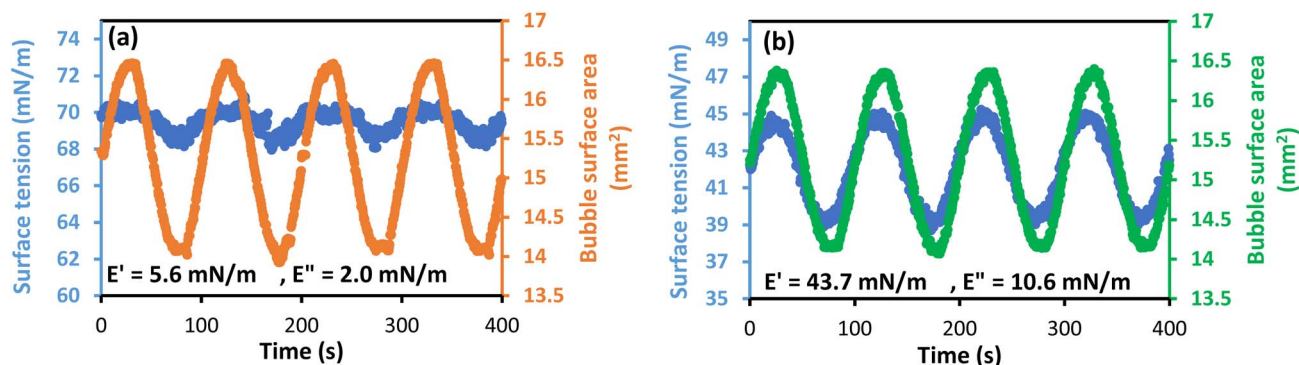 (a)
Surface tension (mN/m)
74
72
70
68
66
64
62
60
17
16.5
16
15.5
15
14.5
14
13.5
Bubble surface area
(mm²)
E' = 5.6 mN/m , E" = 2.0 mN/m
0 100 200 300 400
Time (s)
(b)
Surface tension (mN/m)
49
47
45
43
41
39
37
35
17
16.5
16
15.5
15
14.5
14
13.5
Bubble surface area
(mm²)
E' = 43.7 mN/m , E" = 10.6 mN/m
0 100 200 300 400
Time (s)